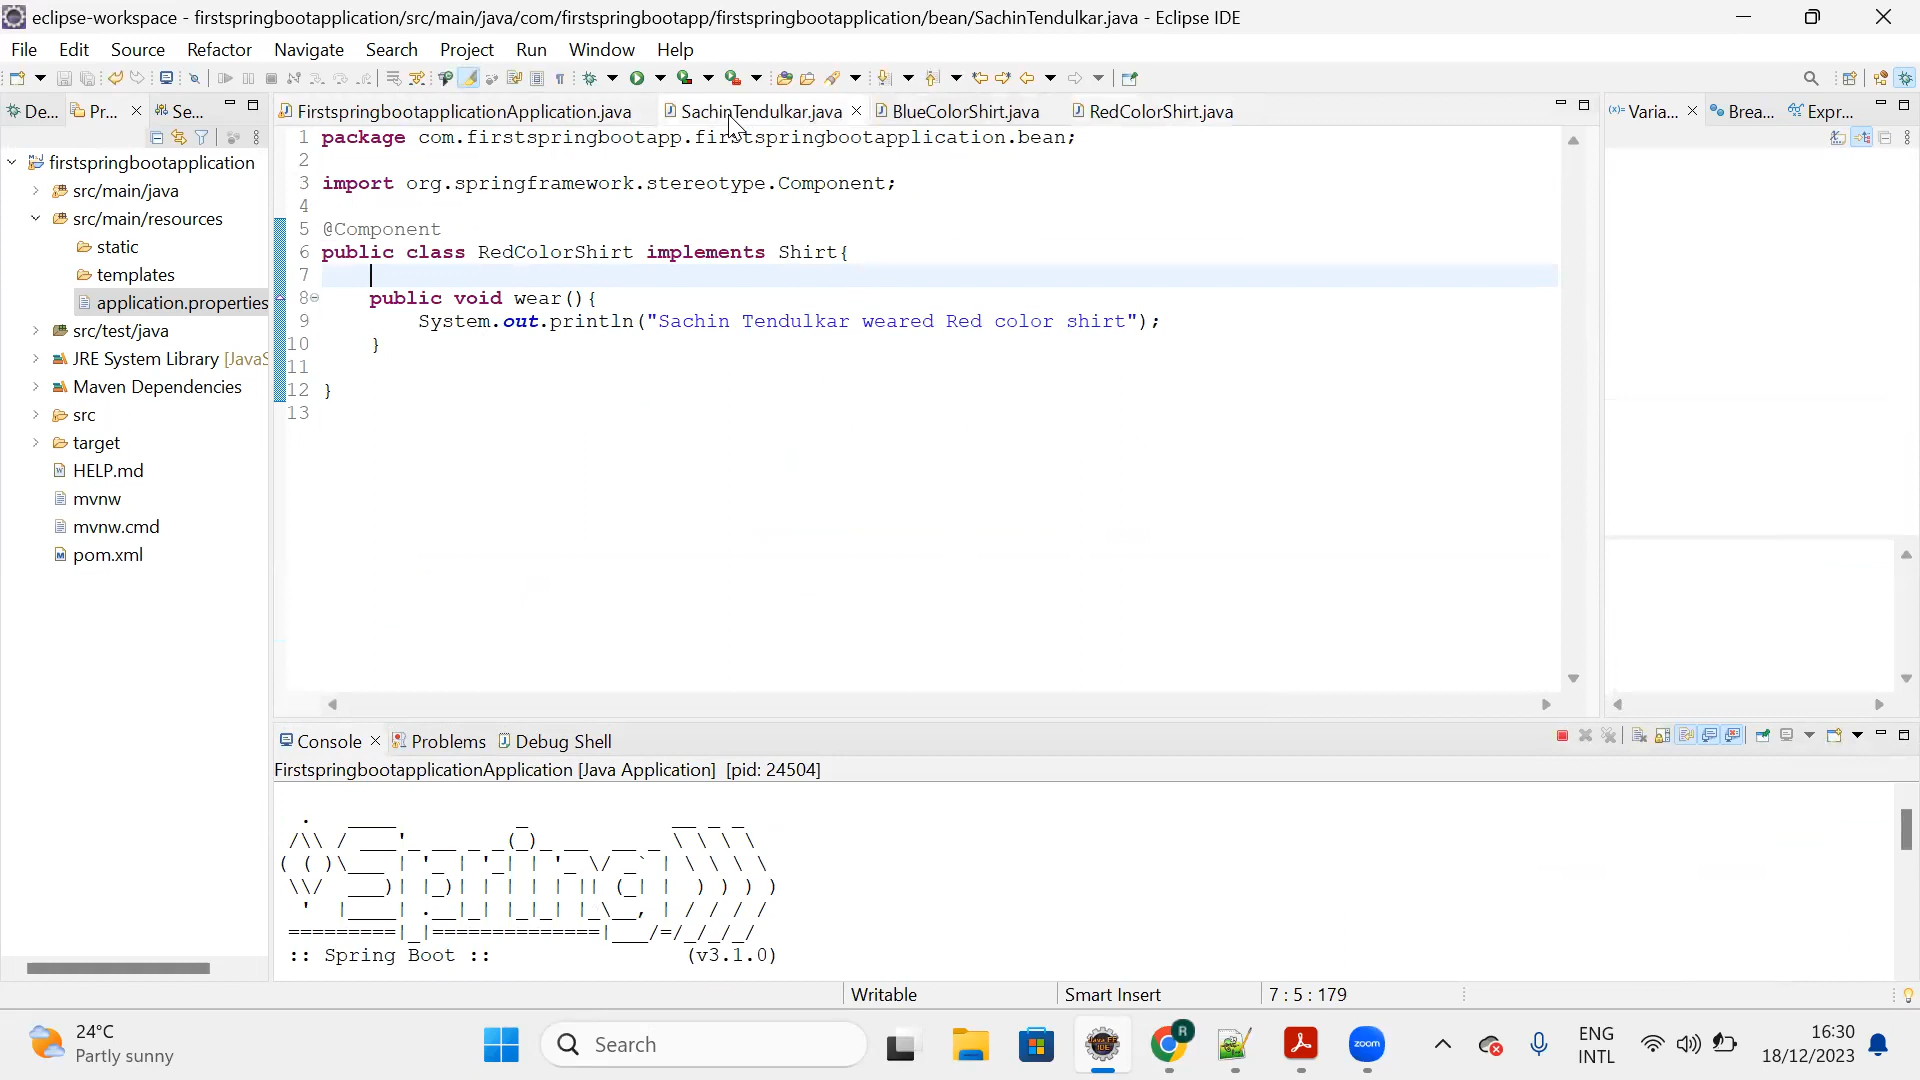 eclipse-workspace - firstspringbootapplication/src/main/java/com/firstspringbootapp/firstspringbootapplication/bean/SachinTendulkar.java - Eclipse IDE
File Edit Source Refactor Navigate Search Project Run Window Help
De... Pr... Se... FirstspringbootapplicationApplication.java SachinTendulkar.java BlueColorShirt.java RedColorShirt.java Varia... Brea... Expr...
firstspringbootapplication
src/main/java
src/main/resources
static
templates
application.properties
src/test/java
JRE System Library [JavaS
Maven Dependencies
src
target
HELP.md
mvnw
mvnw.cmd
pom.xml
1 package com.firstspringbootapp.firstspringbootapplication.bean;
2
3 import org.springframework.stereotype.Component;
4
5 @Component
6 public class RedColorShirt implements Shirt{
7
8 public void wear(){
9 System.out.println("Sachin Tendulkar weared Red color shirt");
10 }
11
12 }
13
Console Problems Debug Shell
FirstspringbootapplicationApplication [Java Application] [pid: 24504]
Spring
:: Spring Boot :: (v3.1.0)
Writable Smart Insert 7 : 5 : 179
24°C
Partly sunny
Search
R
Java EE
IDE
zoom
ENG
INTL
16:30
18/12/2023